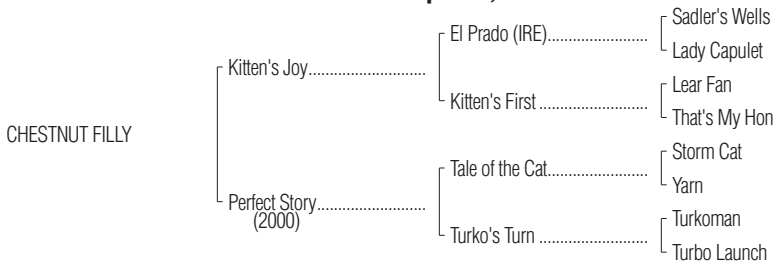 Sadler's Wells
El Prado (IRE)............................
Lady Capulet
Kitten's Joy................................
Lear Fan
Kitten's First ..............................
That's My Hon
CHESTNUT FILLY
Storm Cat
Tale of the Cat............................
Yarn
Perfect Story..............................
(2000)
Turkoman
Turko's Turn ..............................
Turbo Launch